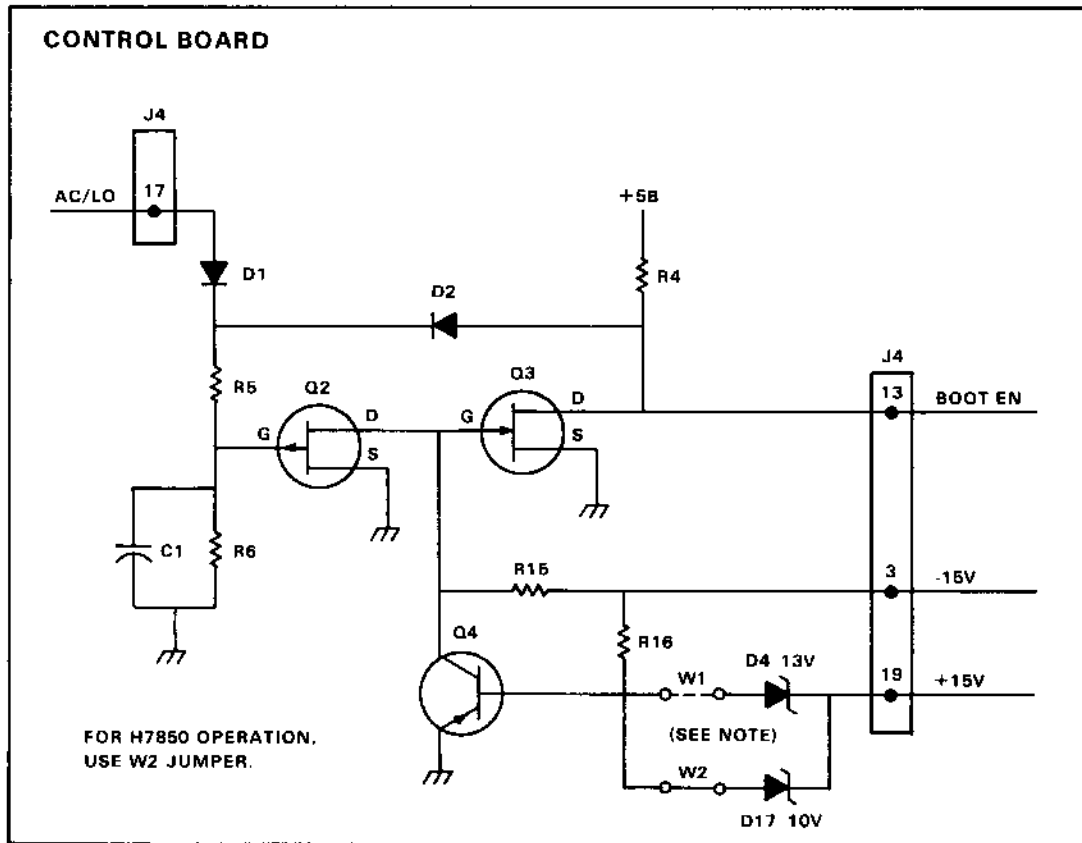 CONTROL BOARD
J4
AC/LO
17
+5B
D1
R4
D2
J4
R5
Q2
Q3
D
13
BOOT EN
G
D
G
S
S
C1
R6
R15
3
-15V
Q4
R16
D4 13V
19
+15V
W1
(SEE NOTE)
FOR H7850 OPERATION,
USE W2 JUMPER.
W2
D17 10V